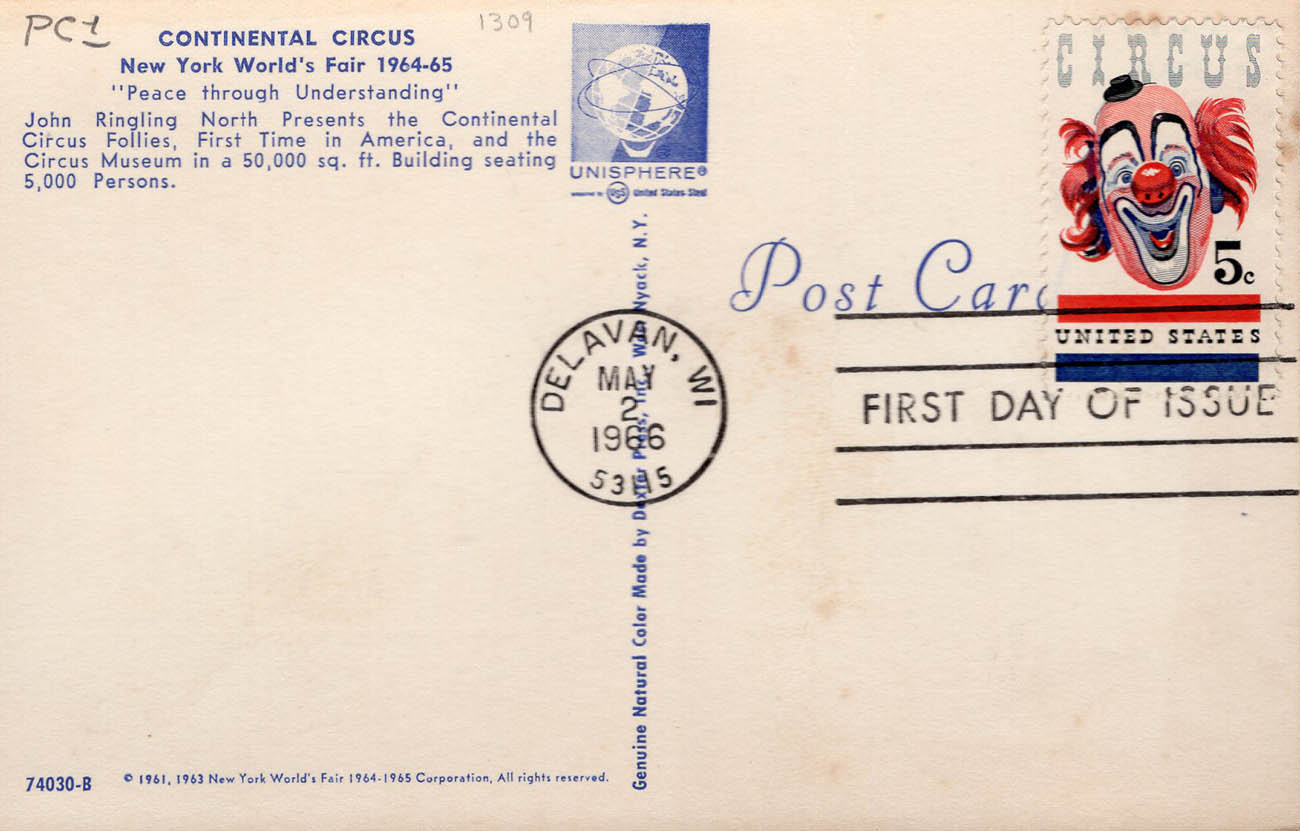 PC1
1309
CONTINENTAL CIRCUS
New York World's Fair 1964-65
"Peace through Understanding"
John Ringling North Presents the Continental
Circus Follies, First Time in America, and the
Circus Museum in a 50,000 sq. ft. Building seating
5,000 Persons.
UNISPHERE®
presented by USS United States Steel
CIRCUS
5c
UNITED STATES
Post Card
DELAVAN, WI
MAY
2
1966
53115
FIRST DAY OF ISSUE
Genuine Natural Color Made by Dexter Press, Inc., West Nyack, N.Y.
74030-B
© 1961, 1963 New York World's Fair 1964-1965 Corporation, All rights reserved.